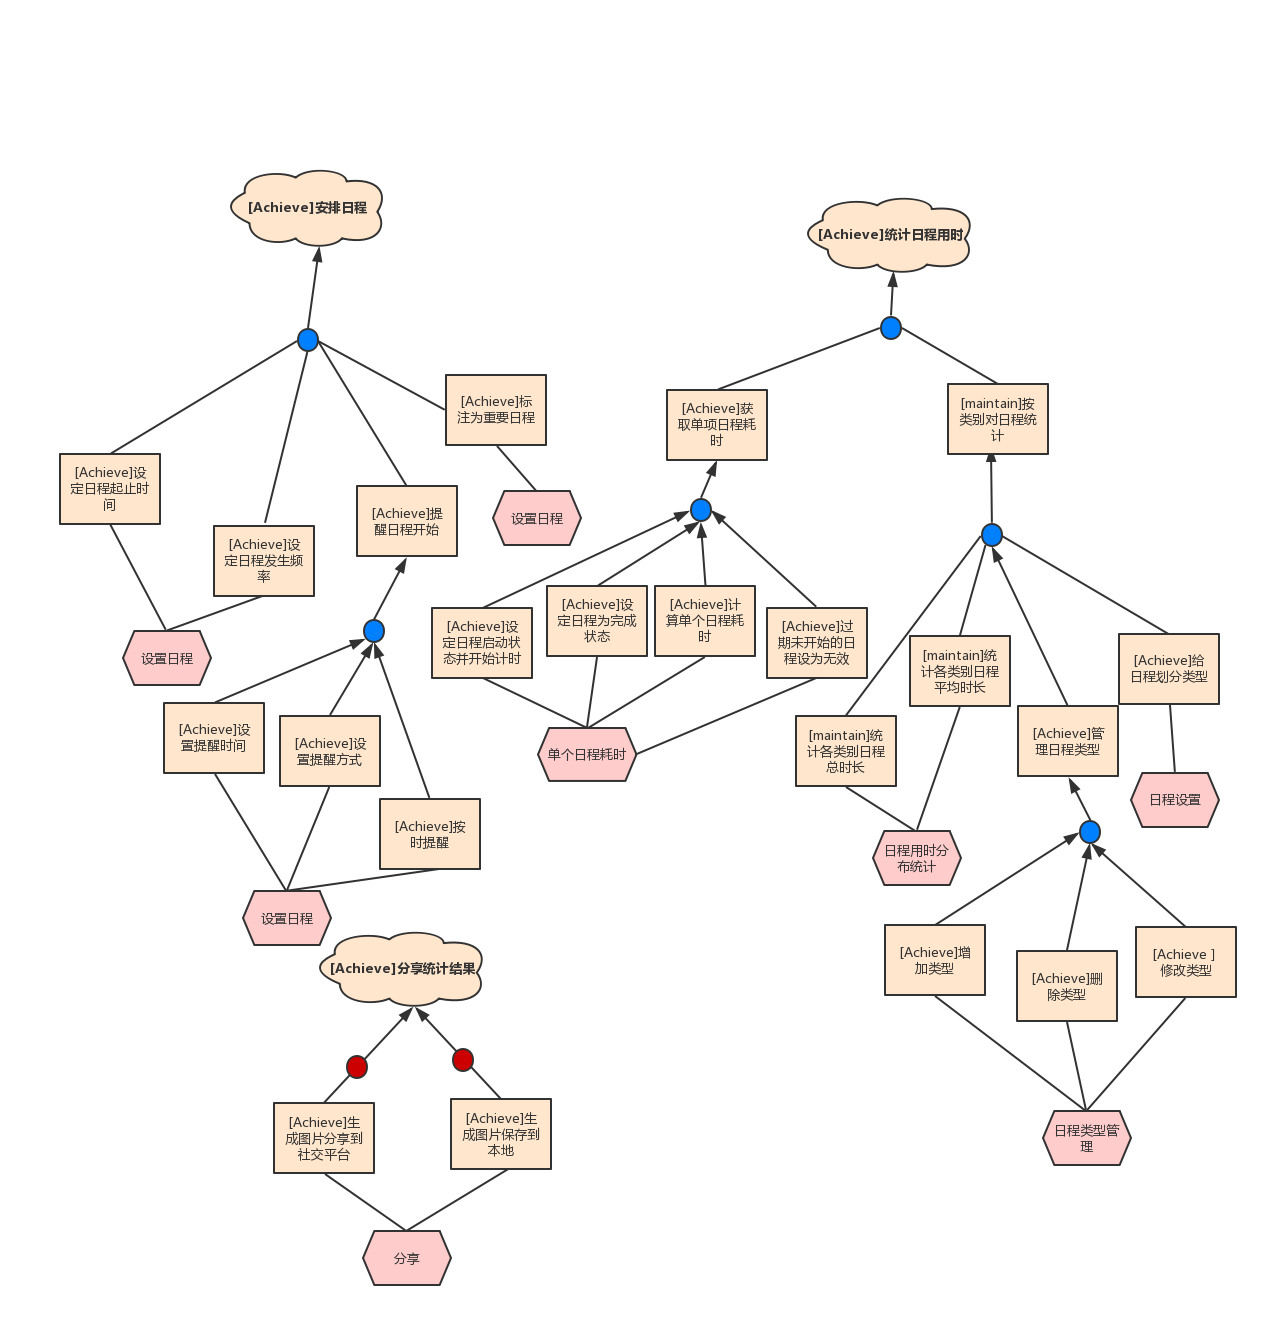 [Achieve]安排日程
[Achieve]统计日程用时
[Achieve]标
注为重要日程
[Achieve]获
取单项日程耗
时
[maintain]按
类别对日程统
计
[Achieve]设
定日程起止时
间
[Achieve]提
醒日程开始
设置日程
[Achieve]设
定日程发生频
率
[Achieve]设
定日程启动状
态并开始计时
[Achieve]设
定日程为完成
状态
[Achieve]计
算单个日程耗
时
[Achieve]过
期未开始的日
程设为无效
[maintain]统
计各类别日程
平均时长
[Achieve]给
日程划分类型
设置日程
[Achieve]设
置提醒时间
[Achieve]设
置提醒方式
单个日程耗时
[maintain]统
计各类别日程
总时长
[Achieve]管
理日程类型
日程设置
[Achieve]按
时提醒
日程用时分
布统计
设置日程
[Achieve]分享统计结果
[Achieve]增
加类型
[Achieve]删
除类型
[Achieve ]
修改类型
[Achieve]生
成图片分享到
社交平台
[Achieve]生
成图片保存到
本地
日程类型管
理
分享